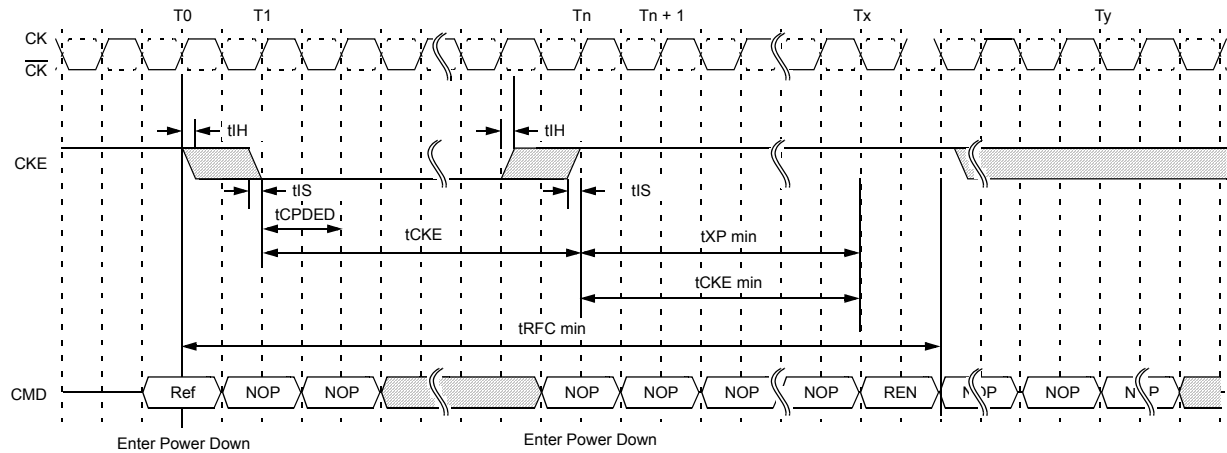 T0 T1 Tn Tn + 1 Tx Ty
CK
CK
tIH tIH
CKE
tIS tIS
tCPDED
tCKE tXP min
tCKE min
tRFC min
CMD Ref NOP NOP NOP NOP NOP NOP REN NOP NOP NOP
Enter Power Down Enter Power Down